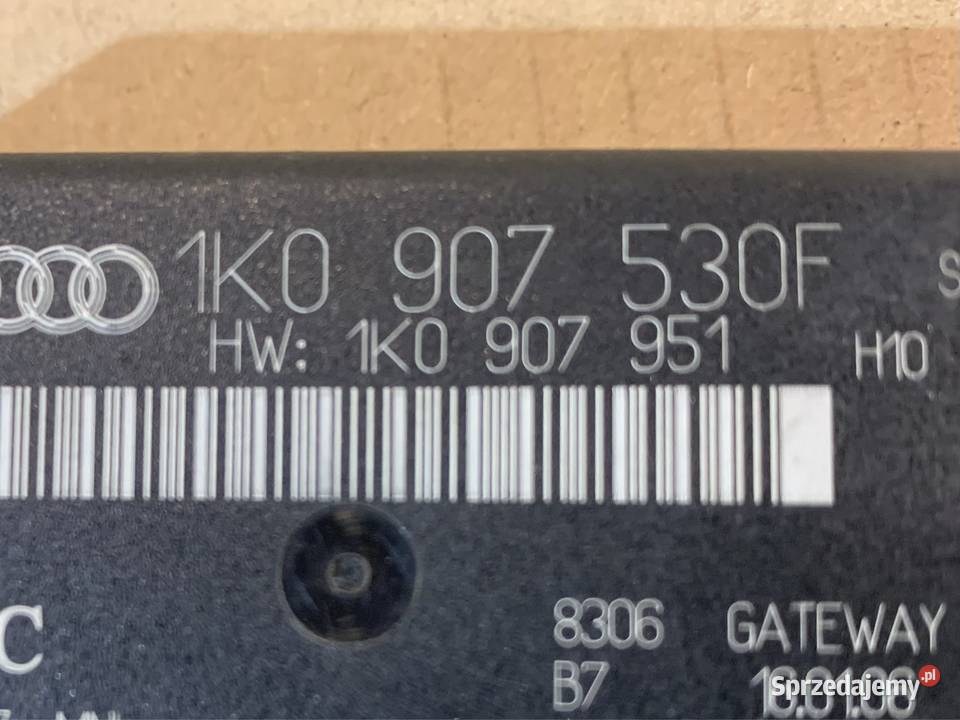 1K0 907 530F S
HW: 1K0 907 951 H10
C 8306 GATEWAY
B7
Sprzedajemy.pl